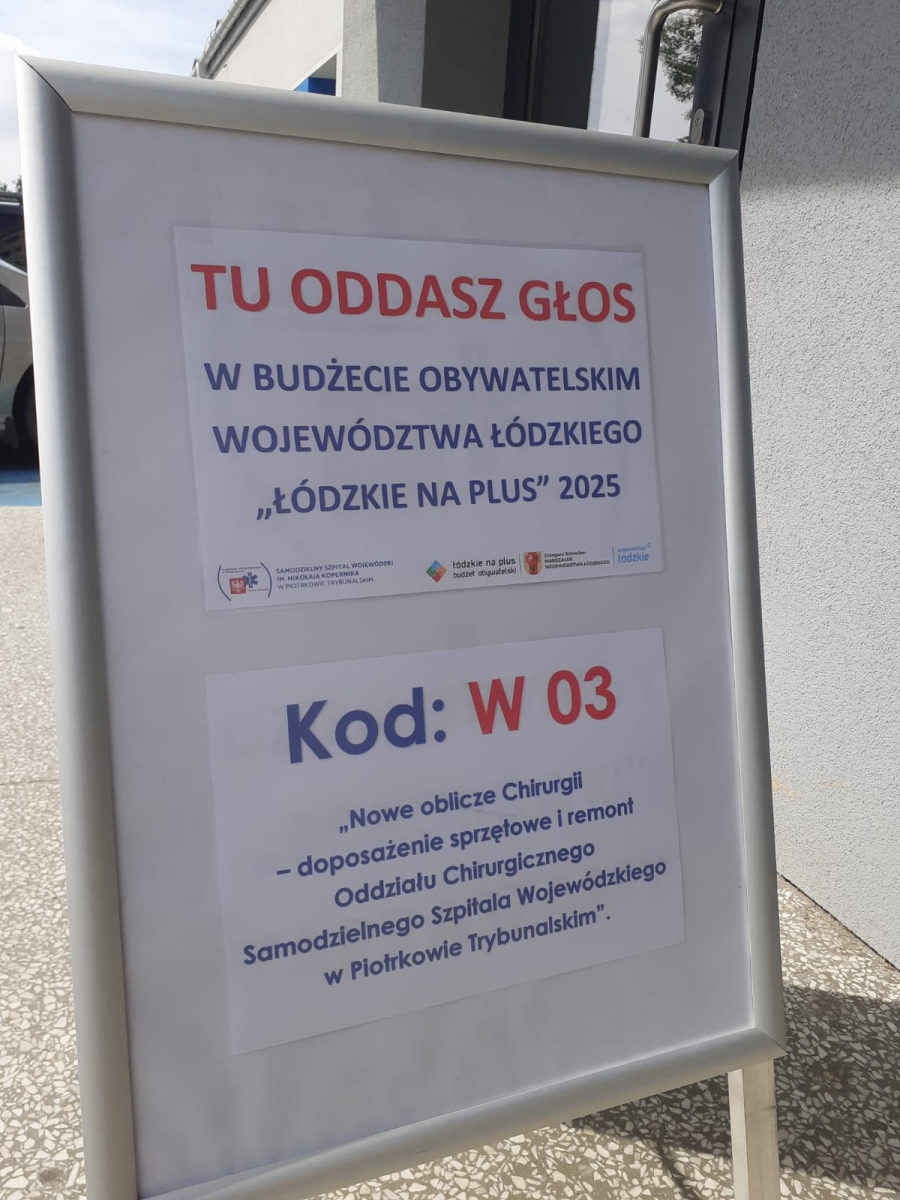 TU ODDASZ GŁOS
W BUDŻECIE OBYWATELSKIM
WOJEWÓDZTWA ŁÓDZKIEGO
„ŁÓDZKIE NA PLUS” 2025
SAMODZIELNY SZPITAL WOJEWÓDZKI
IM. MIKOŁAJA KOPERNIKA
W PIOTRKOWIE TRYBUNALSKIM
łódzkie na plus
budżet obywatelski
Grzegorz Schreiber
MARSZAŁEK
WOJEWÓDZTWA ŁÓDZKIEGO
łódzkie
Kod: W 03
„Nowe oblicze Chirurgii
– doposażenie sprzętowe i remont
Oddziału Chirurgicznego
Samodzielnego Szpitala Wojewódzkiego
w Piotrkowie Trybunalskim".